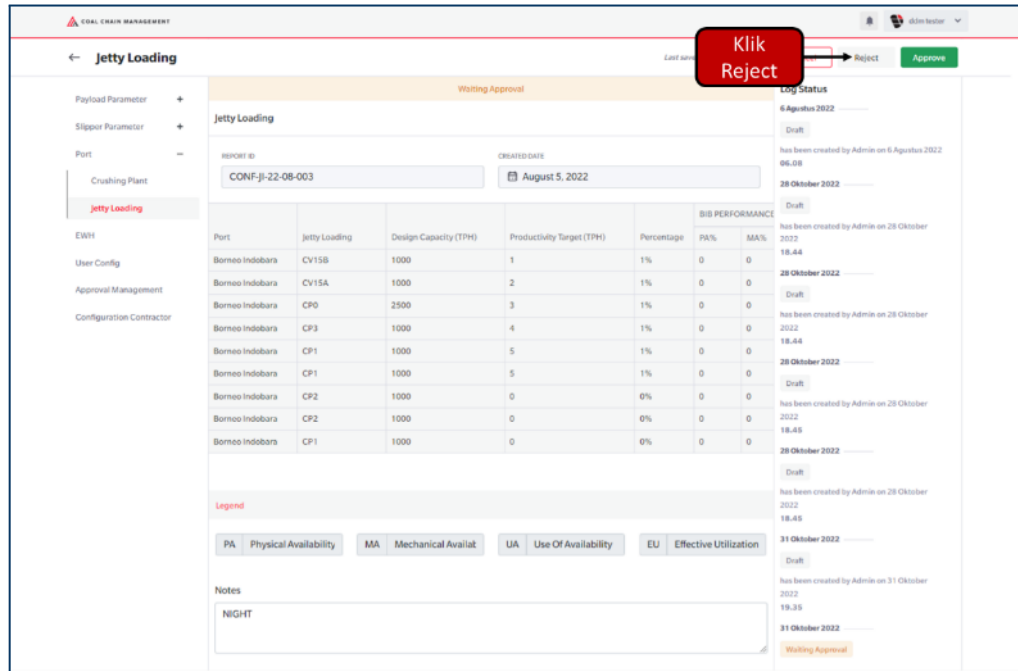 COAL CHAIN MANAGEMENT
dklm tester
Jetty Loading
Last
Klik
Reject
Reject
Approve
Payload Parameter
Slippor Parameter
Port
Crushing Plant
Jetty Loading
EWH
User Config
Approval Management
Configuration Contractor
Waiting Approval
Jetty Loading
REPORT ID
CREATED DATE
CONF-JI-22-08-003
August 5, 2022
BIB PERFORMANCE
Port Jetty Loading Design Capacity (TPH) Productivity Target (TPH) Percentage PA% MA%
Borneo Indobara CV15B 1000 1 1% 0 0
Borneo Indobara CV15A 1000 2 1% 0 0
Borneo Indobara CP0 2500 3 1% 0 0
Borneo Indobara CP3 1000 4 1% 0 0
Borneo Indobara CP1 1000 5 1% 0 0
Borneo Indobara CP1 1000 5 1% 0 0
Borneo Indobara CP2 1000 0 0% 0 0
Borneo Indobara CP2 1000 0 0% 0 0
Borneo Indobara CP1 1000 0 0% 0 0
Legend
PA Physical Availability MA Mechanical Availat UA Use Of Availability EU Effective Utilization
Notes
NIGHT
Log Status
6 Agustus 2022
Draft
has been created by Admin on 6 Agustus 2022
06.08
28 Oktober 2022
Draft
has been created by Admin on 28 Oktober
2022
18.44
28 Oktober 2022
Draft
has been created by Admin on 28 Oktober
2022
18.44
28 Oktober 2022
Draft
has been created by Admin on 28 Oktober
2022
18.45
28 Oktober 2022
Draft
has been created by Admin on 28 Oktober
2022
18.45
31 Oktober 2022
Draft
has been created by Admin on 31 Oktober
2022
19.35
31 Oktober 2022
Waiting Approval